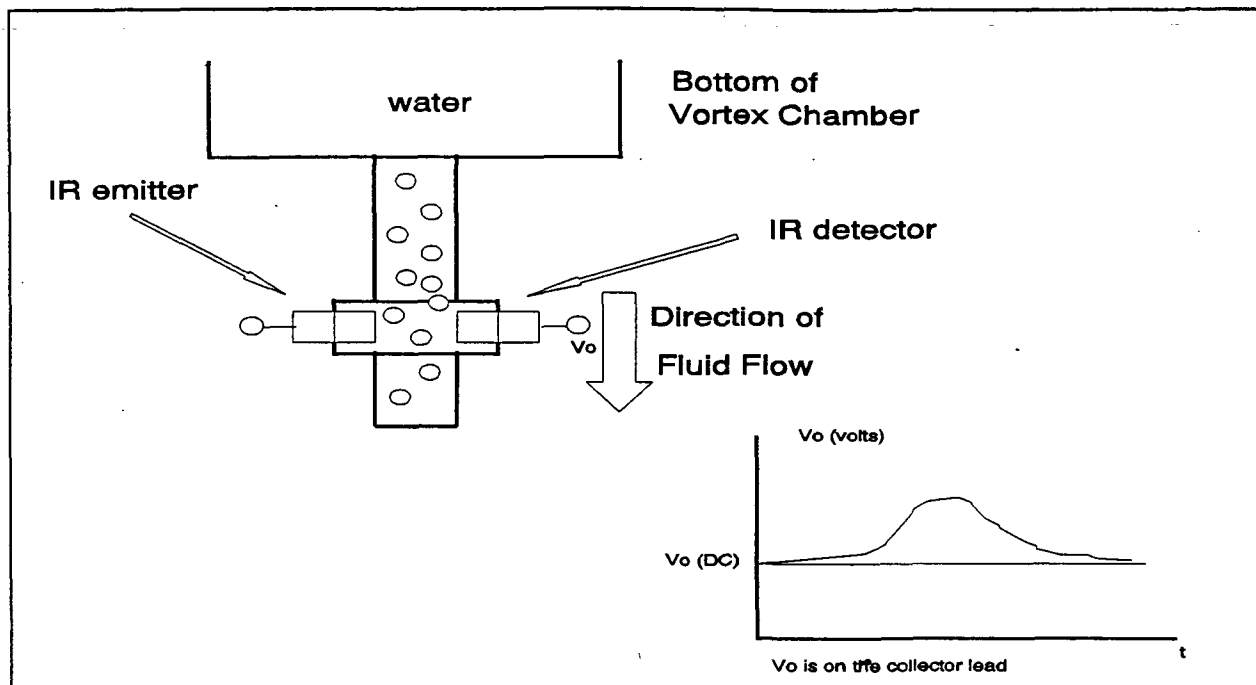 water
Bottom of
Vortex Chamber
IR emitter
IR detector
Vo
Direction of
Fluid Flow
Vo (volts)
Vo (DC)
t
Vo is on the collector lead